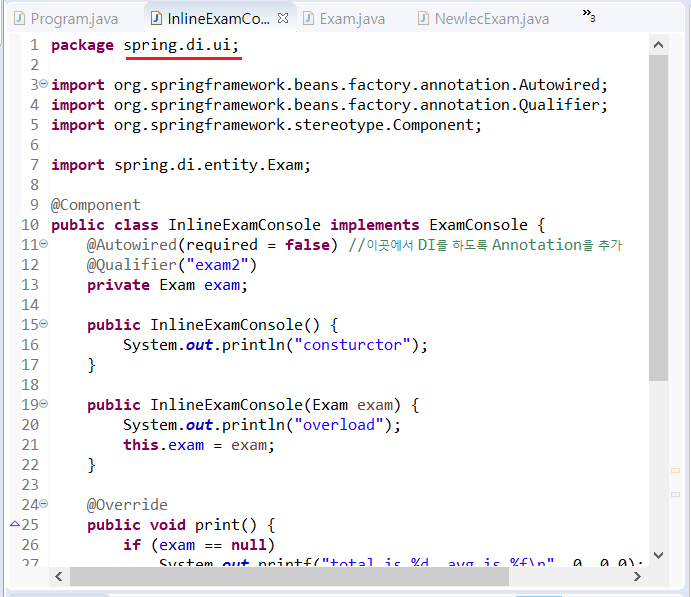 Program.java InlineExamCo... Exam.java NewlecExam.java »3
1 package spring.di.ui;
2
3 import org.springframework.beans.factory.annotation.Autowired;
4 import org.springframework.beans.factory.annotation.Qualifier;
5 import org.springframework.stereotype.Component;
6
7 import spring.di.entity.Exam;
8
9 @Component
10 public class InlineExamConsole implements ExamConsole {
11 @Autowired(required = false) //이곳에서 DI를 하도록 Annotation을 추가
12 @Qualifier("exam2")
13 private Exam exam;
14
15 public InlineExamConsole() {
16 System.out.println("consturctor");
17 }
18
19 public InlineExamConsole(Exam exam) {
20 System.out.println("overload");
21 this.exam = exam;
22 }
23
24 @Override
25 public void print() {
26 if (exam == null)
27 System.out.printf("total is %d, avg is %f\n", 0, 0.0);